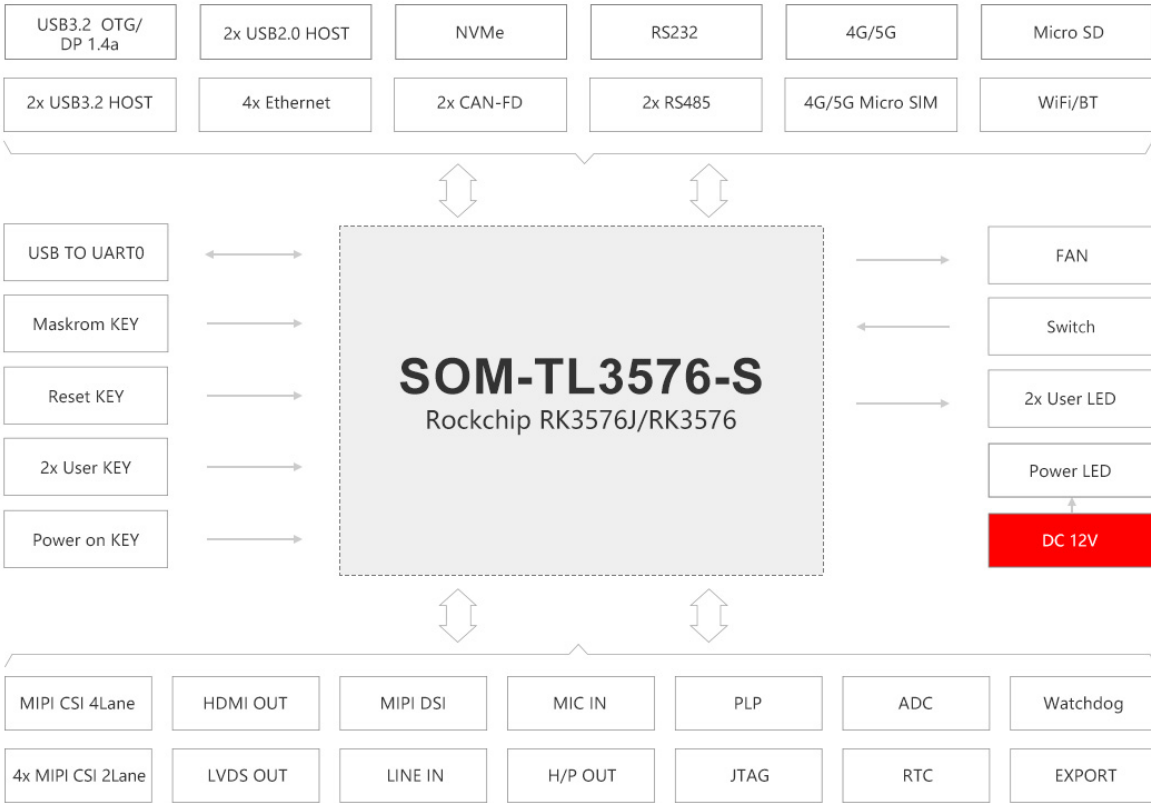 USB3.2 OTG/
DP 1.4a
2x USB2.0 HOST
NVMe
RS232
4G/5G
Micro SD
2x USB3.2 HOST
4x Ethernet
2x CAN-FD
2x RS485
4G/5G Micro SIM
WiFi/BT
USB TO UART0
Maskrom KEY
Reset KEY
2x User KEY
Power on KEY
SOM-TL3576-S
Rockchip RK3576J/RK3576
FAN
Switch
2x User LED
Power LED
DC 12V
MIPI CSI 4Lane
HDMI OUT
MIPI DSI
MIC IN
PLP
ADC
Watchdog
4x MIPI CSI 2Lane
LVDS OUT
LINE IN
H/P OUT
JTAG
RTC
EXPORT